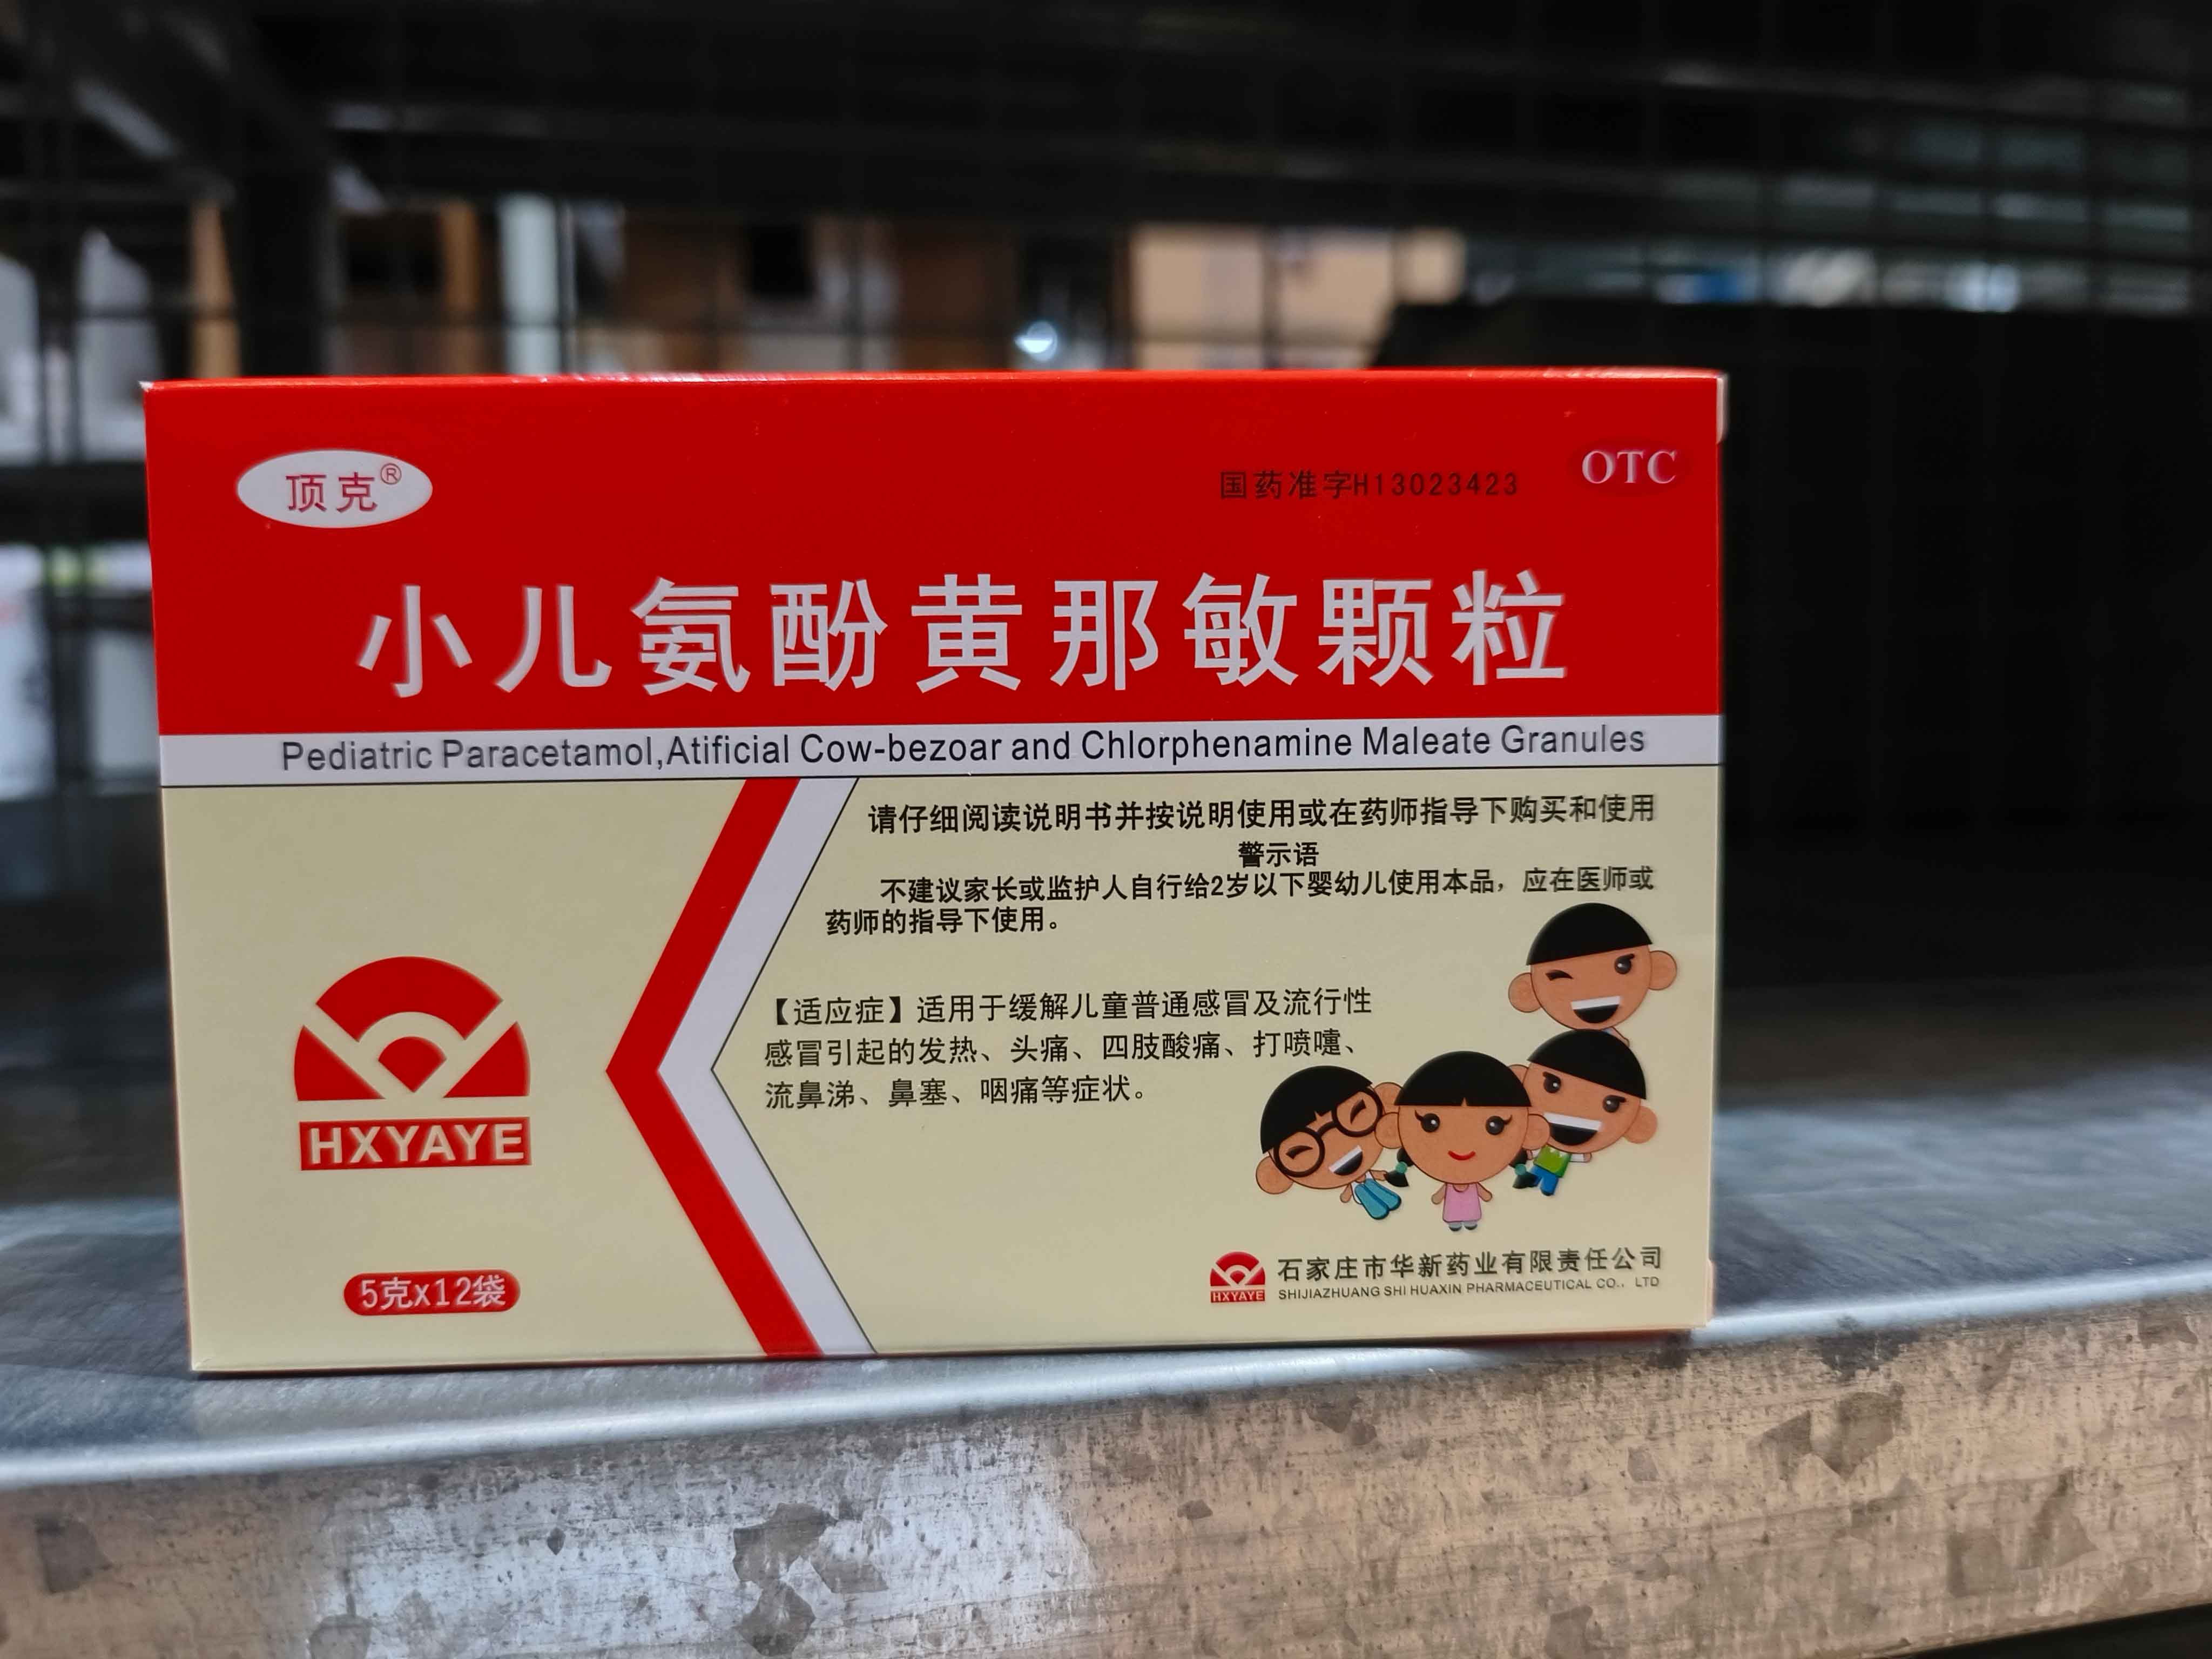 顶克®
国药准字H13023423
OTC
小儿氨酚黄那敏颗粒
Pediatric Paracetamol,Atificial Cow-bezoar and Chlorphenamine Maleate Granules
请仔细阅读说明书并按说明使用或在药师指导下购买和使用
警示语
不建议家长或监护人自行给2岁以下婴幼儿使用本品，应在医师或
药师的指导下使用。
【适应症】适用于缓解儿童普通感冒及流行性
感冒引起的发热、头痛、四肢酸痛、打喷嚏、
流鼻涕、鼻塞、咽痛等症状。
HXYAYE
5克x12袋
HXYAYE
石家庄市华新药业有限责任公司
SHIJIAZHUANG SHI HUAXIN PHARMACEUTICAL CO.. LTD